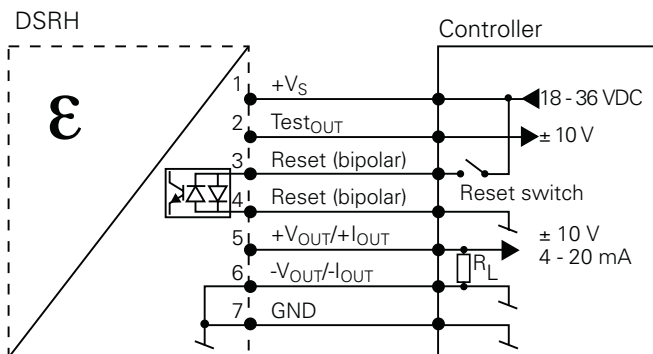 DSRH
Controller
ε
1 +VS 18 - 36 VDC
2 TestOUT ± 10 V
3 Reset (bipolar)
Reset switch
4 Reset (bipolar)
5 +VOUT/+IOUT ± 10 V
4 - 20 mA
RL
6 -VOUT/-IOUT
7 GND